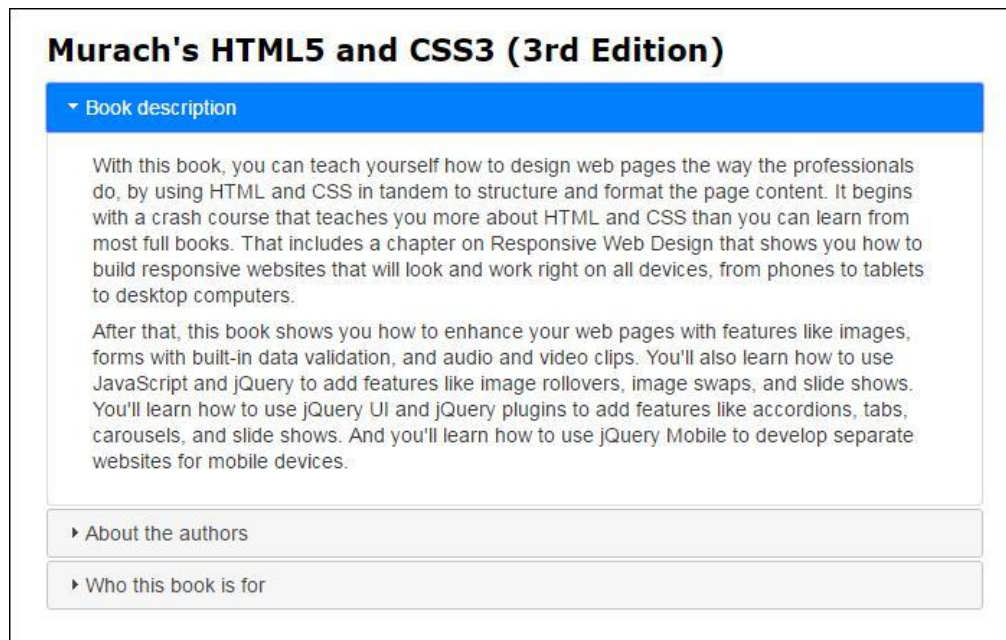 Murach's HTML5 and CSS3 (3rd Edition)
Book description
With this book, you can teach yourself how to design web pages the way the professionals
do, by using HTML and CSS in tandem to structure and format the page content. It begins
with a crash course that teaches you more about HTML and CSS than you can learn from
most full books. That includes a chapter on Responsive Web Design that shows you how to
build responsive websites that will look and work right on all devices, from phones to tablets
to desktop computers.
After that, this book shows you how to enhance your web pages with features like images,
forms with built-in data validation, and audio and video clips. You'll also learn how to use
JavaScript and jQuery to add features like image rollovers, image swaps, and slide shows.
You'll learn how to use jQuery UI and jQuery plugins to add features like accordions, tabs,
carousels, and slide shows. And you'll learn how to use jQuery Mobile to develop separate
websites for mobile devices.
About the authors
Who this book is for